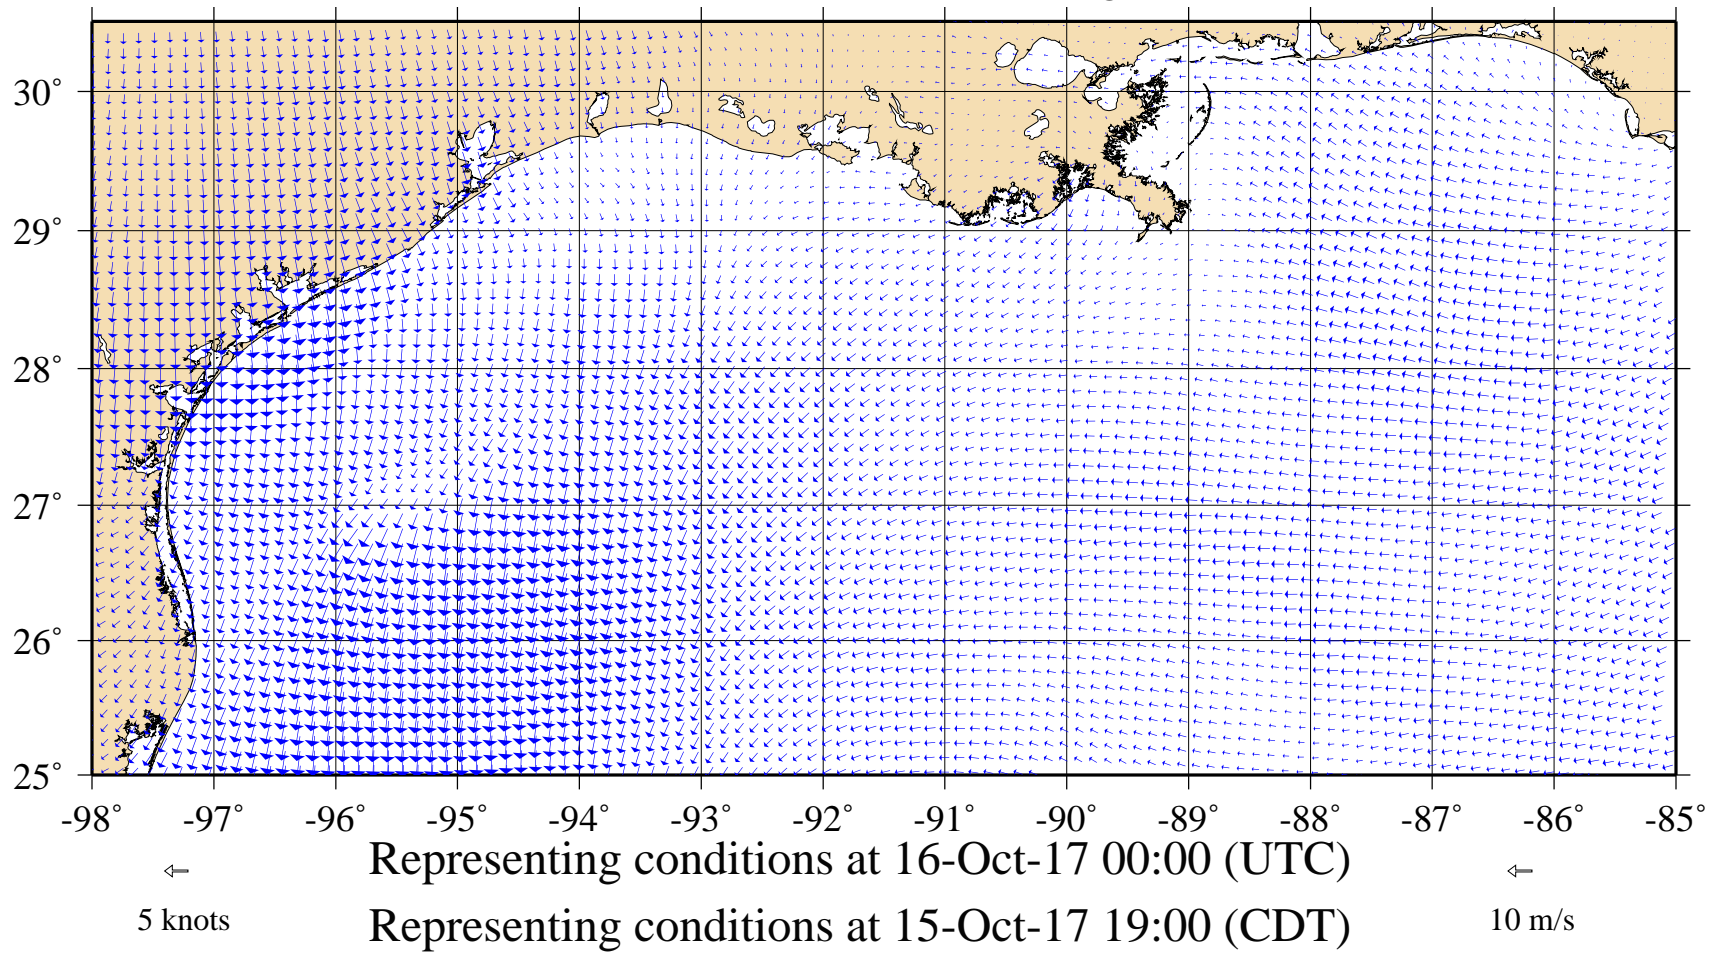 30°
29°
28°
27°
26°
25°
-98° -97° -96° -95° -94° -93° -92° -91° -90° -89° -88° -87° -86° -85°
Representing conditions at 16-Oct-17 00:00 (UTC)
5 knots
Representing conditions at 15-Oct-17 19:00 (CDT)
10 m/s